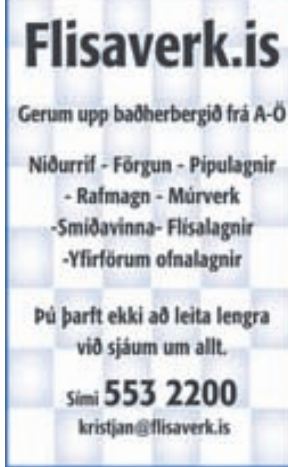 Flisaverk.is
Gerum upp baðherbergið frá A-Ö
Niðurrif - Förgun - Pípulagnir
- Rafmagn - Múrverk
-Smíðavinna- Flísalagnir
-Yfirförum ofnalagnir
Þú þarft ekki að leita lengra
við sjáum um allt.
Sími 553 2200
kristjan@flisaverk.is